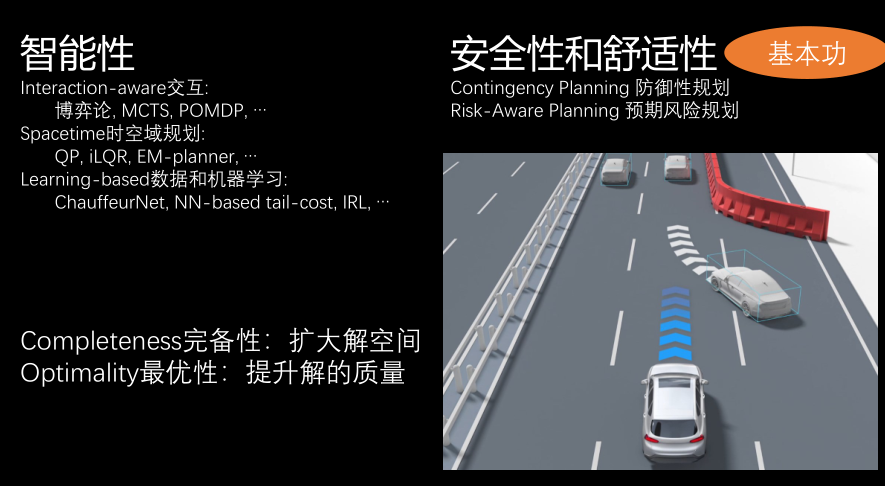 智能性
Interaction-aware交互:
博弈论, MCTS, POMDP, …
Spacetime时空域规划:
QP, iLQR, EM-planner, …
Learning-based数据和机器学习:
ChauffeurNet, NN-based tail-cost, IRL, …
Completeness完备性：扩大解空间
Optimality最优性：提升解的质量
安全性和舒适性
基本功
Contingency Planning 防御性规划
Risk-Aware Planning 预期风险规划